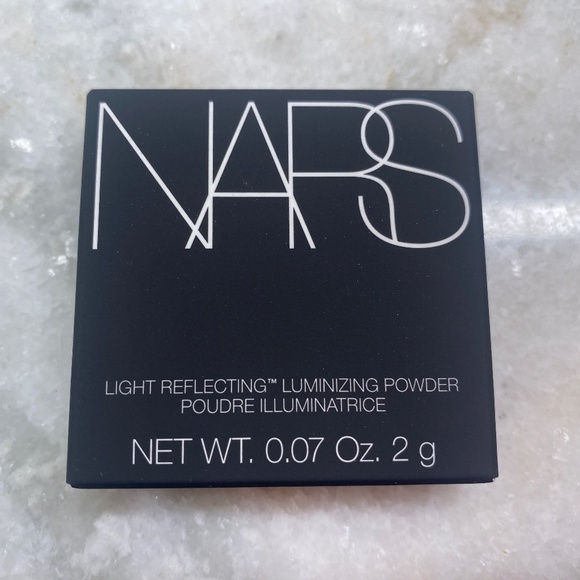 NARS
LIGHT REFLECTING™ LUMINIZING POWDER
POUDRE ILLUMINATRICE
NET WT. 0.07 Oz. 2 g